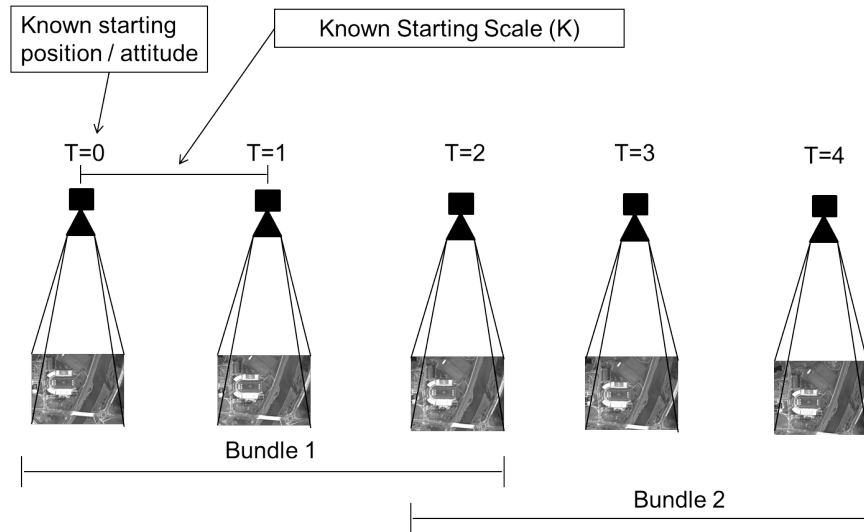 Known starting
position / attitude
Known Starting Scale (K)
T=0
T=1
T=2
T=3
T=4
Bundle 1
Bundle 2